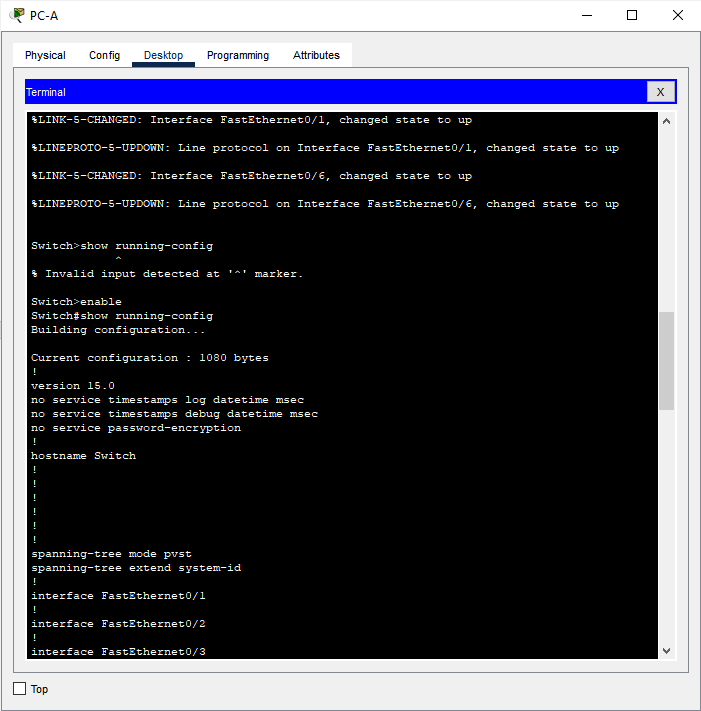 PC-A
Physical Config Desktop Programming Attributes
Terminal X
%LINK-5-CHANGED: Interface FastEthernet0/1, changed state to up
%LINEPROTO-5-UPDOWN: Line protocol on Interface FastEthernet0/1, changed state to up
%LINK-5-CHANGED: Interface FastEthernet0/6, changed state to up
%LINEPROTO-5-UPDOWN: Line protocol on Interface FastEthernet0/6, changed state to up
Switch>show running-config
^
% Invalid input detected at '^' marker.
Switch>enable
Switch#show running-config
Building configuration...
Current configuration : 1080 bytes
!
version 15.0
no service timestamps log datetime msec
no service timestamps debug datetime msec
no service password-encryption
!
hostname Switch
!
!
!
!
!
!
spanning-tree mode pvst
spanning-tree extend system-id
!
interface FastEthernet0/1
!
interface FastEthernet0/2
!
interface FastEthernet0/3
Top